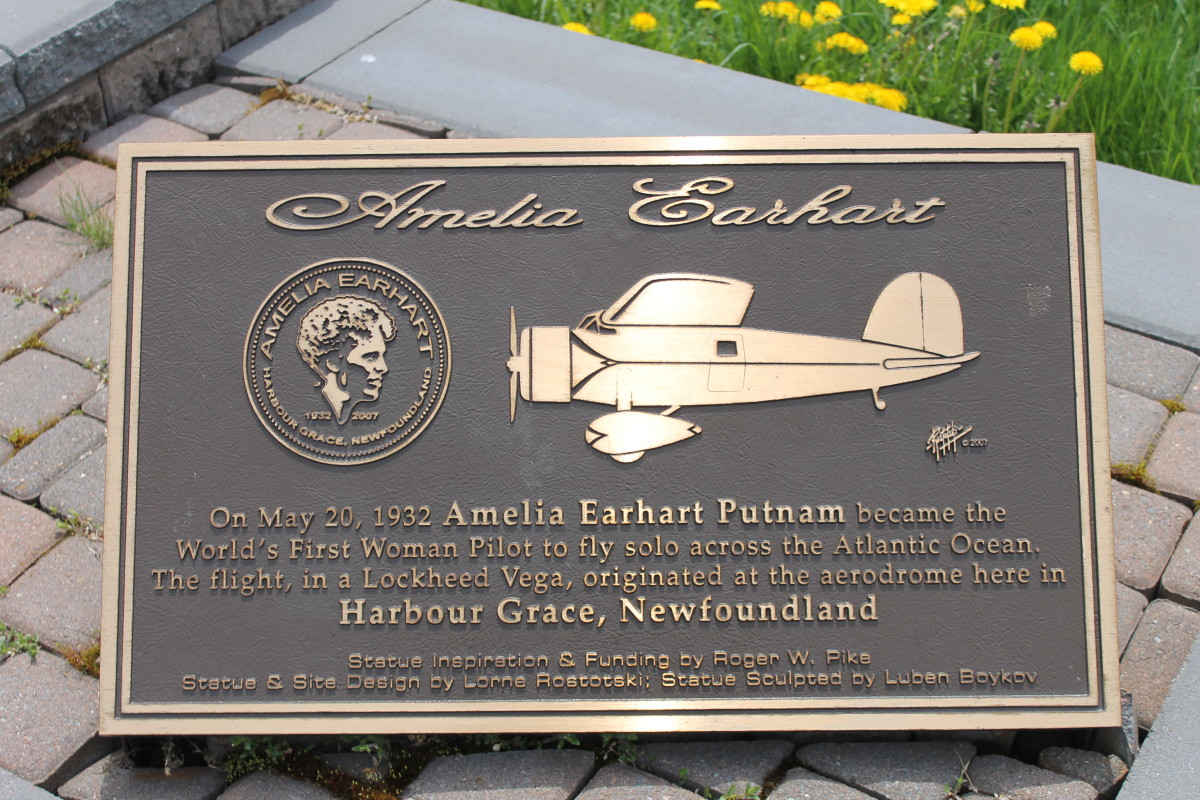 Amelia Earhart
AMELIA EARHART
1932 2007
HARBOUR GRACE, NEWFOUNDLAND
© 2007
On May 20, 1932 Amelia Earhart Putnam became the
World's First Woman Pilot to fly solo across the Atlantic Ocean.
The flight, in a Lockheed Vega, originated at the aerodrome here in
Harbour Grace, Newfoundland
Statue Inspiration & Funding by Roger W. Pike
Statue & Site Design by Lorne Rostotski; Statue Sculpted by Luben Boykov